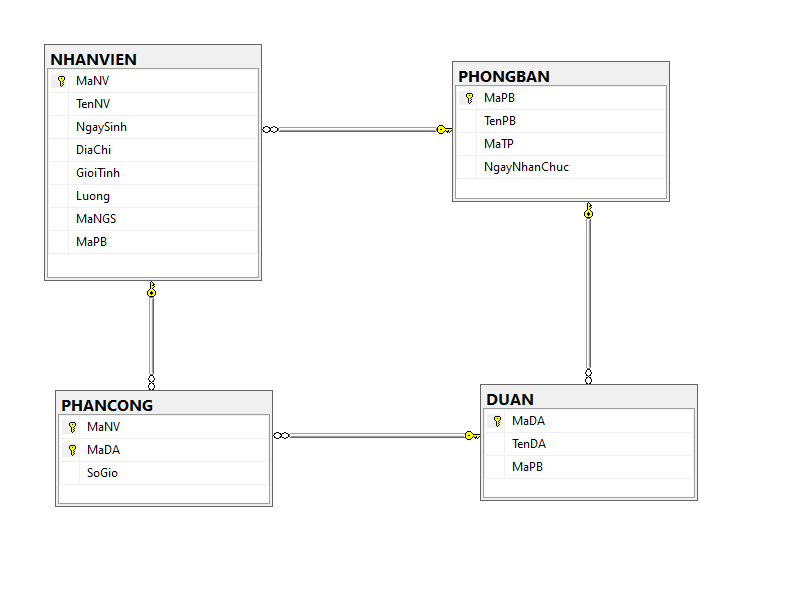 NHANVIEN
MaNV
TenNV
NgaySinh
DiaChi
GioiTinh
Luong
MaNGS
MaPB
PHONGBAN
MaPB
TenPB
MaTP
NgayNhanChuc
PHANCONG
MaNV
MaDA
SoGio
DUAN
MaDA
TenDA
MaPB